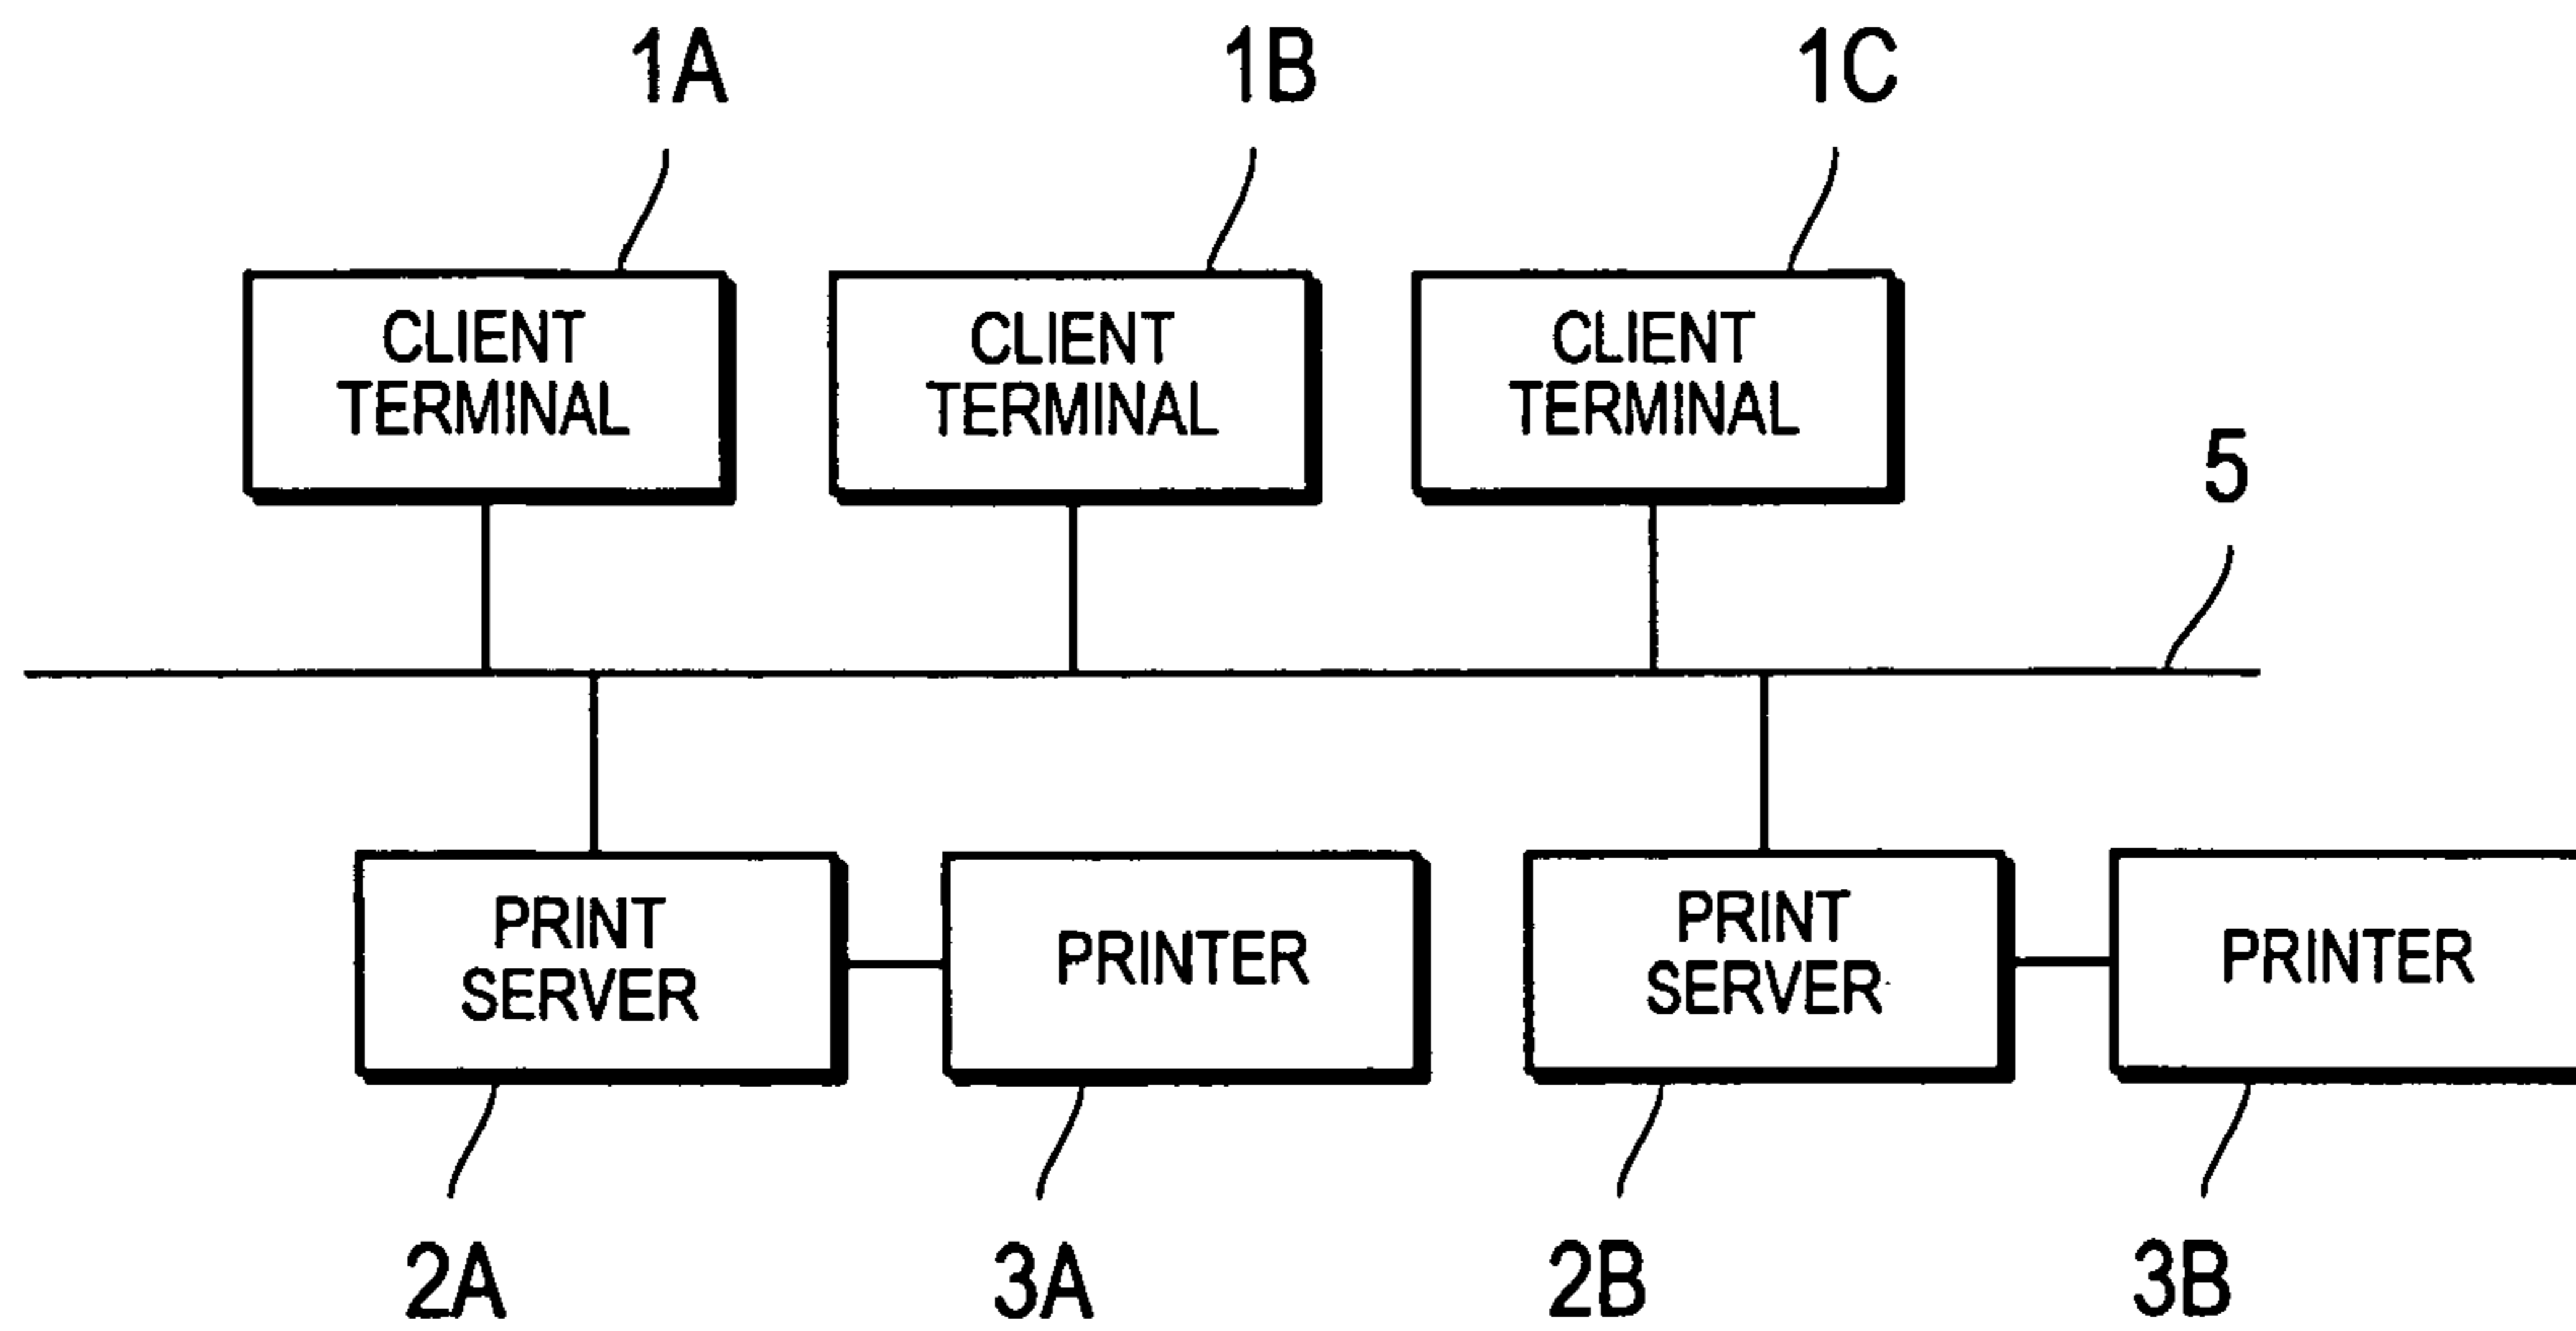 1A
1B
1C
CLIENT
TERMINAL
CLIENT
TERMINAL
CLIENT
TERMINAL
5
PRINT
SERVER
PRINTER
PRINT
SERVER
PRINTER
2A
3A
2B
3B